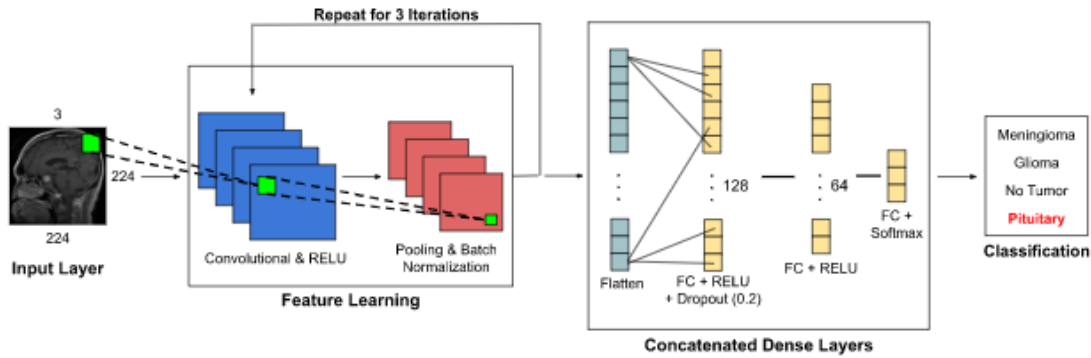 Repeat for 3 Iterations
3
224
224
Input Layer
Convolutional & RELU
Pooling & Batch
Normalization
Feature Learning
Flatten
128
FC + RELU
+ Dropout (0.2)
64
FC + RELU
FC +
Softmax
Concatenated Dense Layers
Meningioma
Glioma
No Tumor
Pituitary
Classification